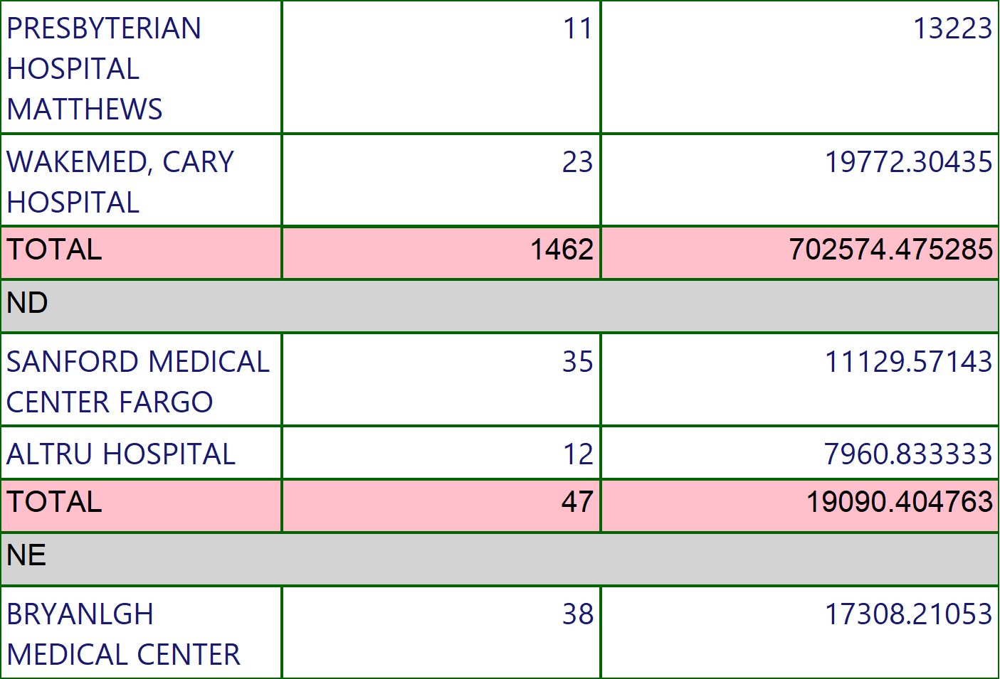 PRESBYTERIAN HOSPITAL MATTHEWS 11 13223
WAKEMED, CARY HOSPITAL 23 19772.30435
TOTAL 1462 702574.475285
ND
SANFORD MEDICAL CENTER FARGO 35 11129.57143
ALTRU HOSPITAL 12 7960.833333
TOTAL 47 19090.404763
NE
BRYANLGH MEDICAL CENTER 38 17308.21053